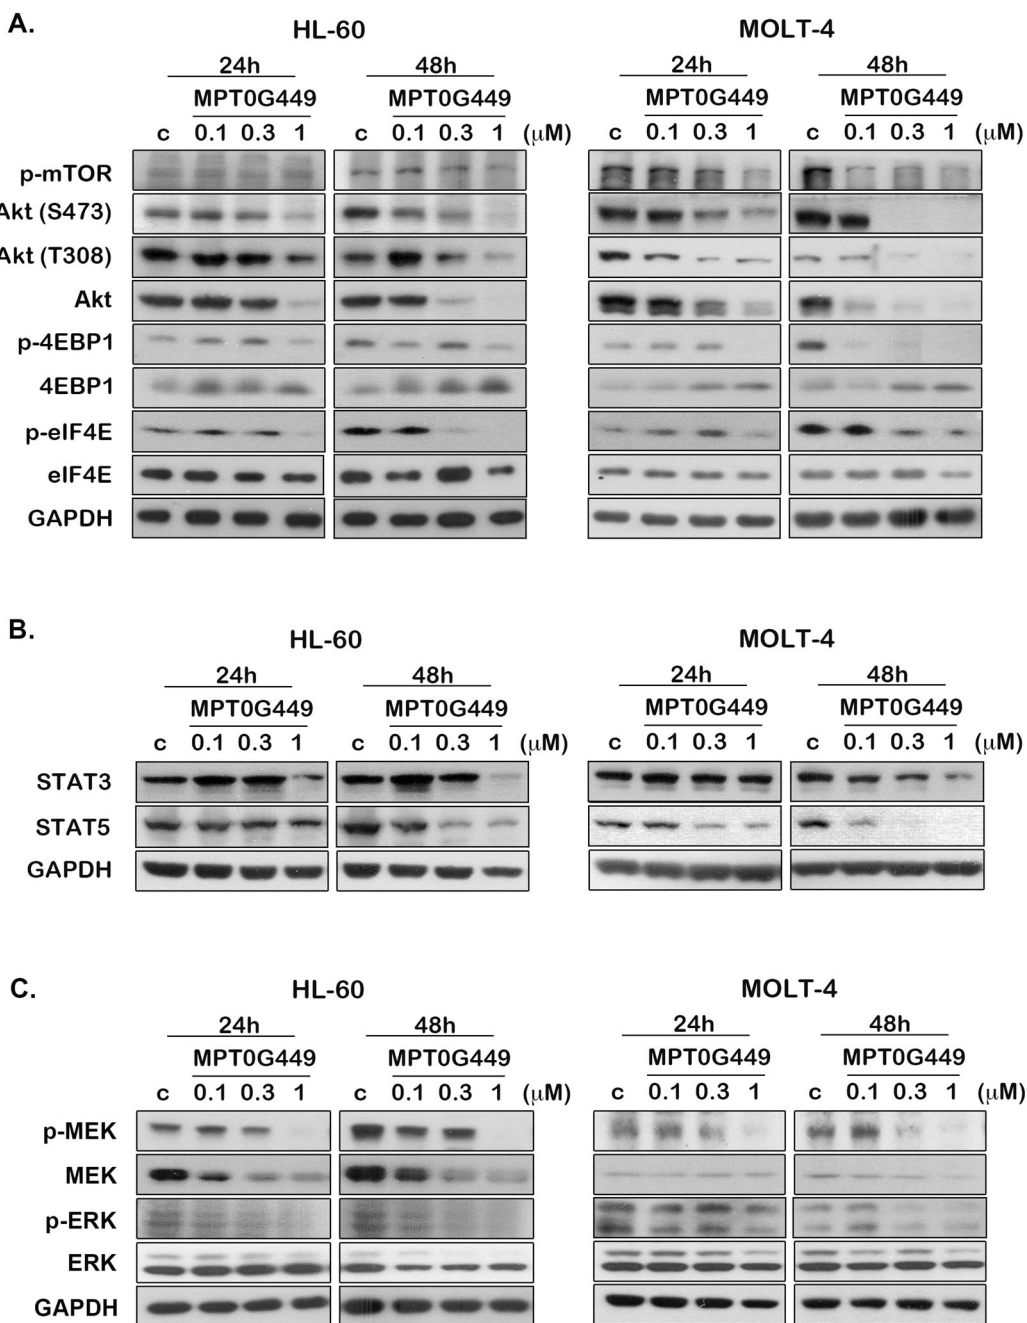 A.
HL-60 MOLT-4
24h 48h 24h 48h
MPT0G449 MPT0G449 MPT0G449 MPT0G449
c 0.1 0.3 1 c 0.1 0.3 1 (μM) c 0.1 0.3 1 c 0.1 0.3 1 (μM)
p-mTOR
Akt (S473)
Akt (T308)
Akt
p-4EBP1
4EBP1
p-eIF4E
eIF4E
GAPDH
B.
HL-60 MOLT-4
24h 48h 24h 48h
MPT0G449 MPT0G449 MPT0G449 MPT0G449
c 0.1 0.3 1 c 0.1 0.3 1 (μM) c 0.1 0.3 1 c 0.1 0.3 1 (μM)
STAT3
STAT5
GAPDH
C.
HL-60 MOLT-4
24h 48h 24h 48h
MPT0G449 MPT0G449 MPT0G449 MPT0G449
c 0.1 0.3 1 c 0.1 0.3 1 (μM) c 0.1 0.3 1 c 0.1 0.3 1 (μM)
p-MEK
MEK
p-ERK
ERK
GAPDH